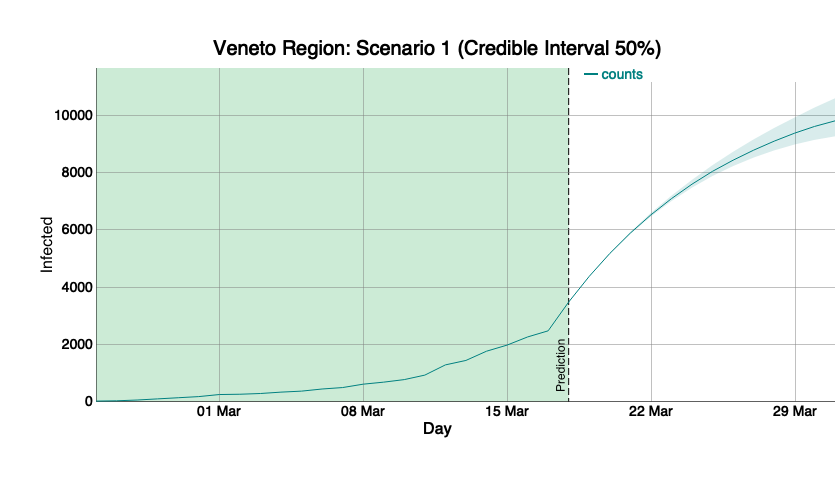 Veneto Region: Scenario 1 (Credible Interval 50%)
counts
10000
8000
6000
4000
2000
0
Infected
Prediction
01 Mar
08 Mar
15 Mar
22 Mar
29 Mar
Day